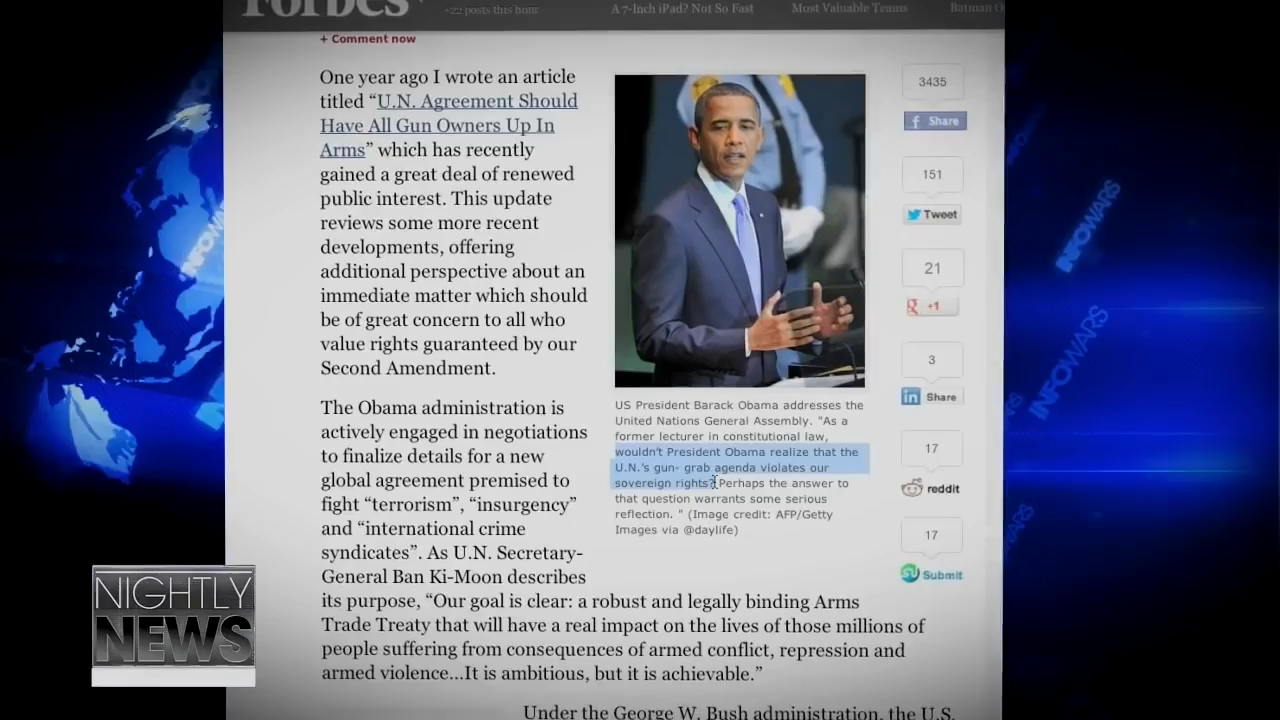 Forbes
+22 posts this hour
A 7-Inch iPad? Not So Fast
Most Valuable Teams
Batman
+ Comment now
One year ago I wrote an article
titled “U.N. Agreement Should
Have All Gun Owners Up In
Arms” which has recently
gained a great deal of renewed
public interest. This update
reviews some more recent
developments, offering
additional perspective about an
immediate matter which should
be of great concern to all who
value rights guaranteed by our
Second Amendment.
The Obama administration is
actively engaged in negotiations
to finalize details for a new
global agreement premised to
fight “terrorism”, “insurgency”
and “international crime
syndicates”. As U.N. Secretary-
General Ban Ki-Moon describes
its purpose, “Our goal is clear: a robust and legally binding Arms
Trade Treaty that will have a real impact on the lives of those millions of
people suffering from consequences of armed conflict, repression and
armed violence…It is ambitious, but it is achievable.”
Under the George W. Bush administration, the U.S.
US President Barack Obama addresses the
United Nations General Assembly. "As a
former lecturer in constitutional law,
wouldn't President Obama realize that the
U.N.'s gun- grab agenda violates our
sovereign rights? Perhaps the answer to
that question warrants some serious
reflection. " (Image credit: AFP/Getty
Images via @daylife)
3435
f Share
151
Tweet
21
g +1
3
in Share
17
reddit
17
Submit
INFOWARS
INFOWARS
INFOWARS
NIGHTLY
NEWS